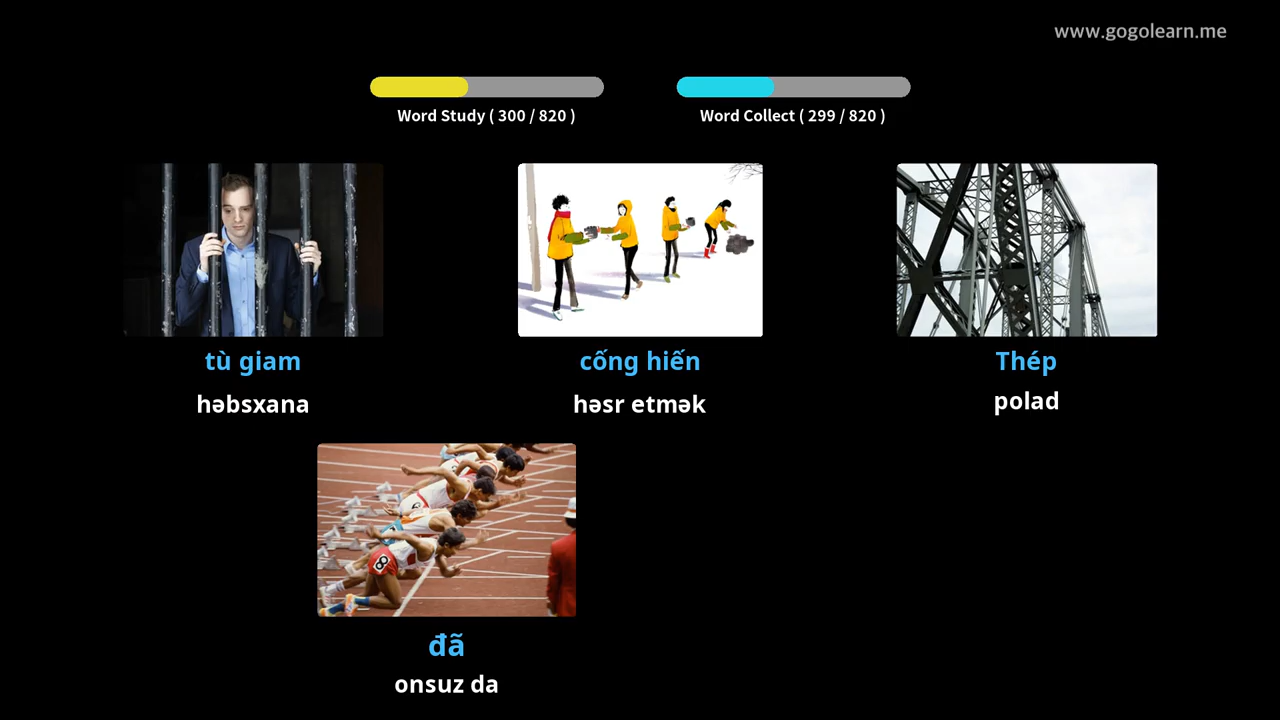 www.gogolearn.me
Word Study ( 300 / 820 )
Word Collect ( 299 / 820 )
tù giam
həbsxana
cống hiến
həsr etmək
Thép
polad
8
đã
onsuz da